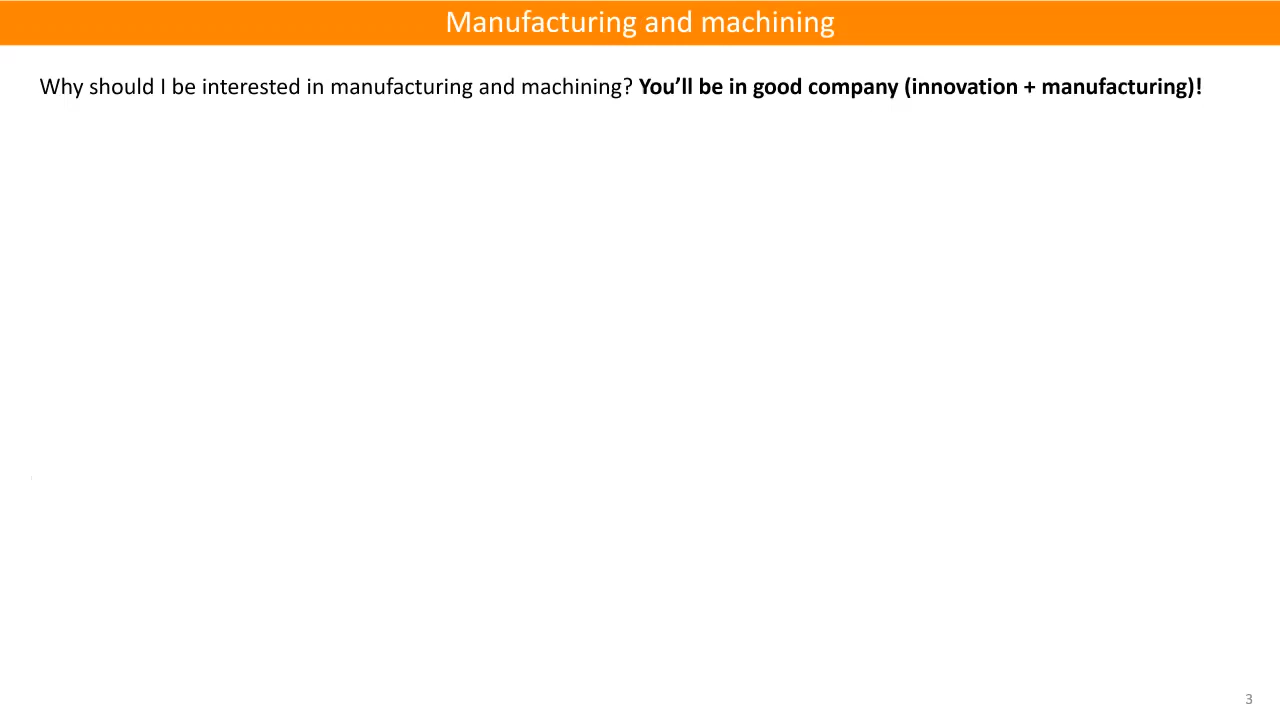 Manufacturing and machining
Why should I be interested in manufacturing and machining? You’ll be in good company (innovation + manufacturing)!
3